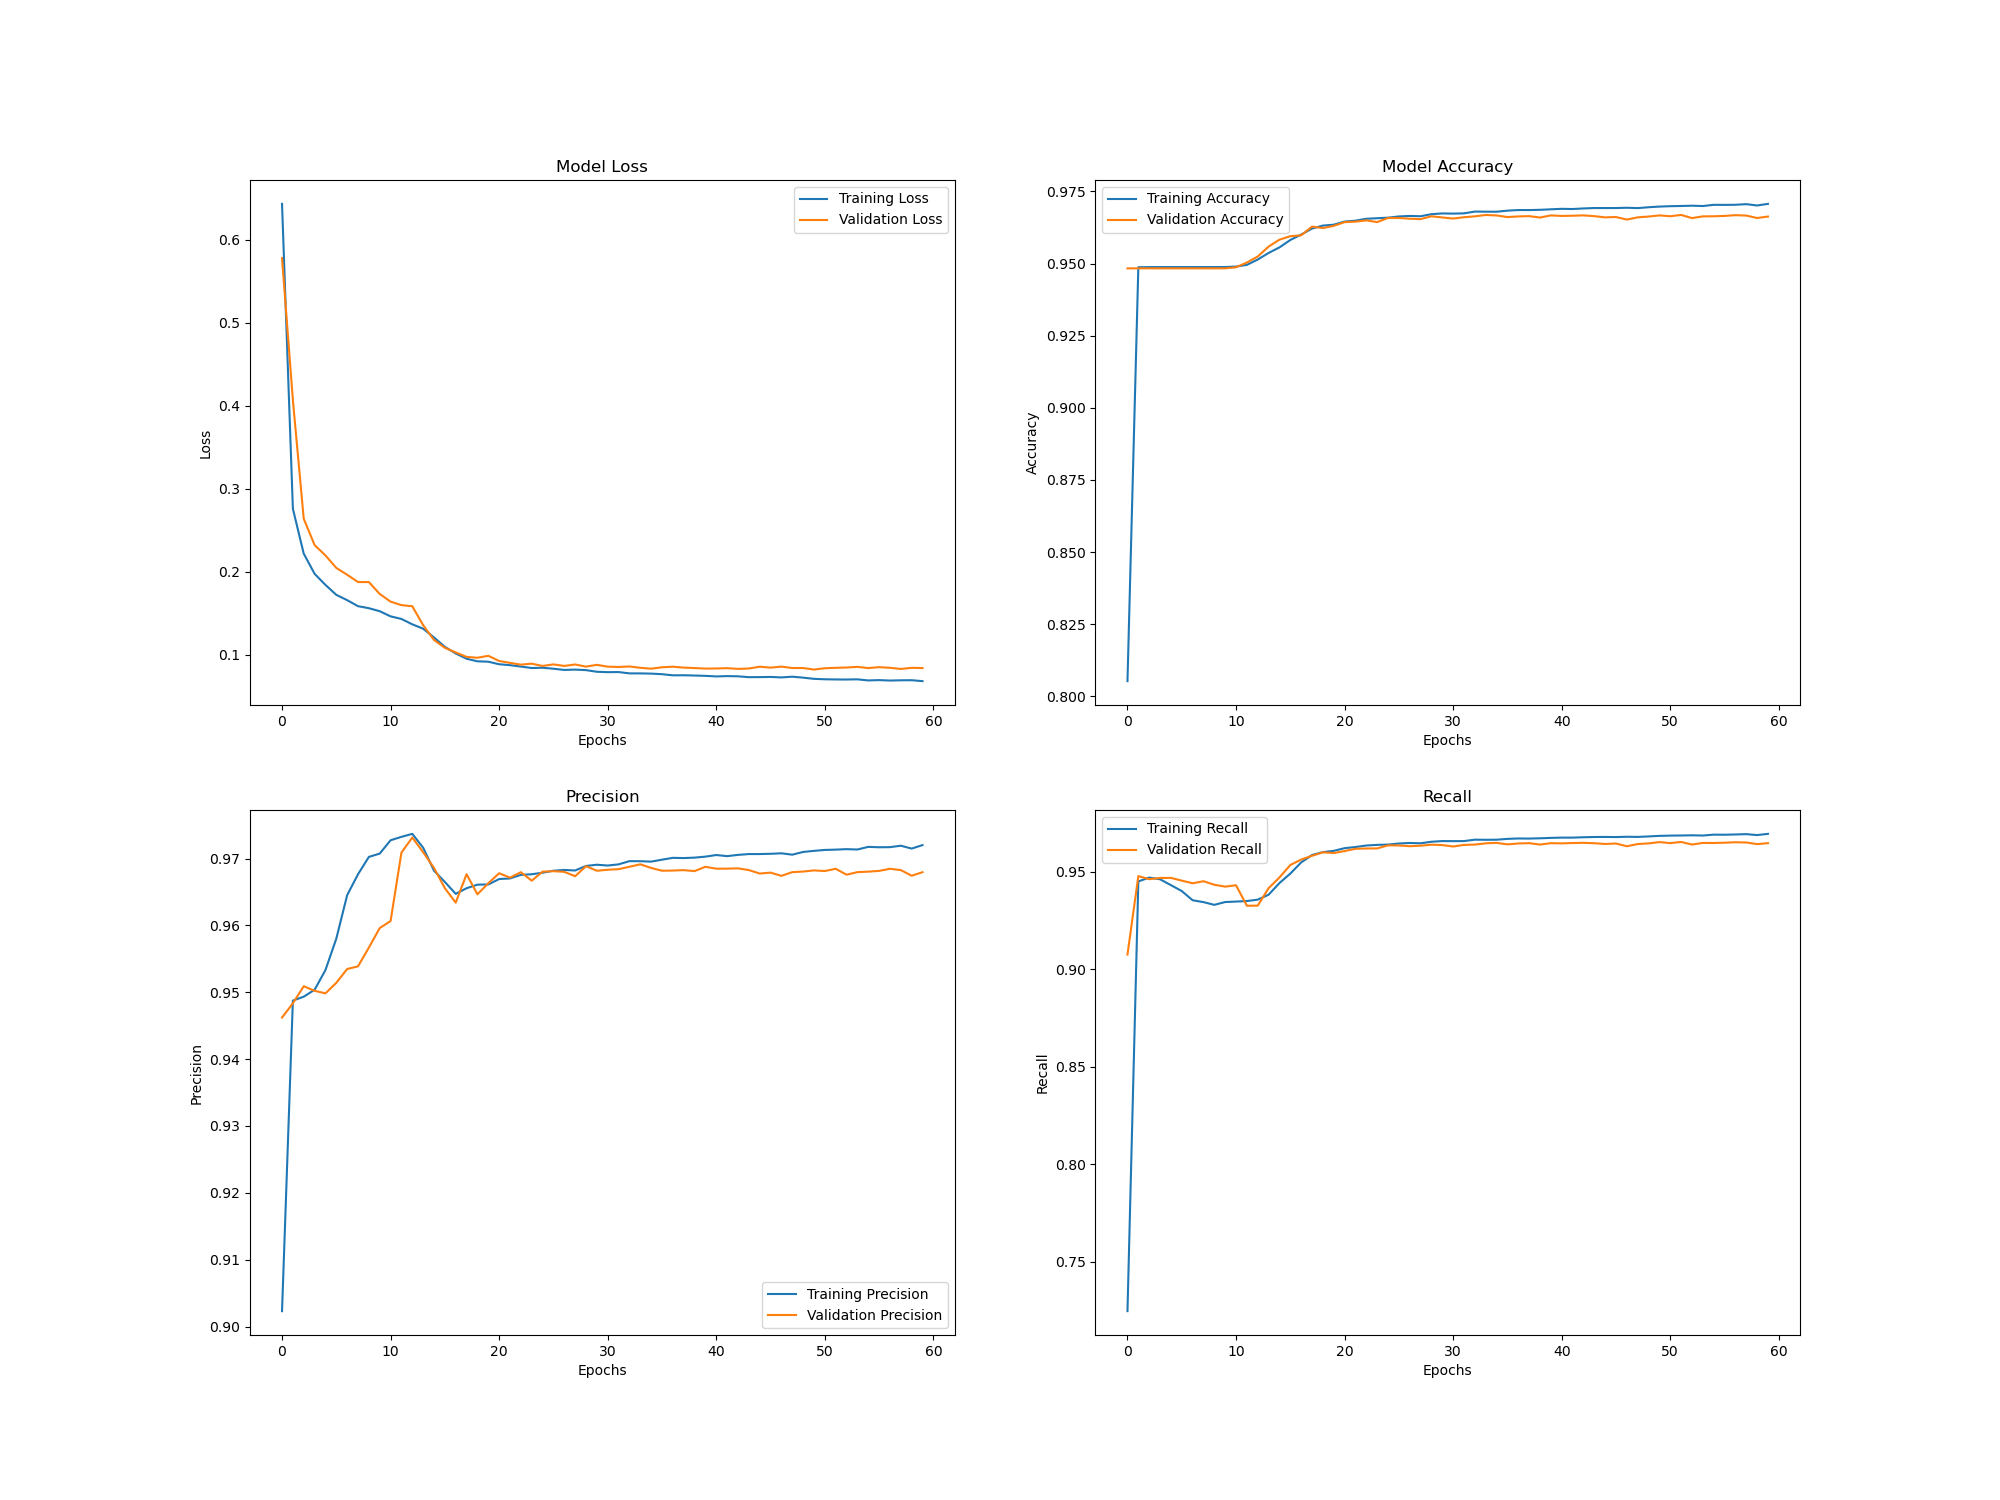 Model Loss
Training Loss
Validation Loss
0.6
0.5
0.4
0.3
0.2
0.1
Loss
0 10 20 30 40 50 60
Epochs
Model Accuracy
Training Accuracy
Validation Accuracy
0.975
0.950
0.925
0.900
0.875
0.850
0.825
0.800
Accuracy
0 10 20 30 40 50 60
Epochs
Precision
0.97
0.96
0.95
0.94
0.93
0.92
0.91
0.90
Precision
Training Precision
Validation Precision
0 10 20 30 40 50 60
Epochs
Recall
Training Recall
Validation Recall
0.95
0.90
0.85
0.80
0.75
Recall
0 10 20 30 40 50 60
Epochs